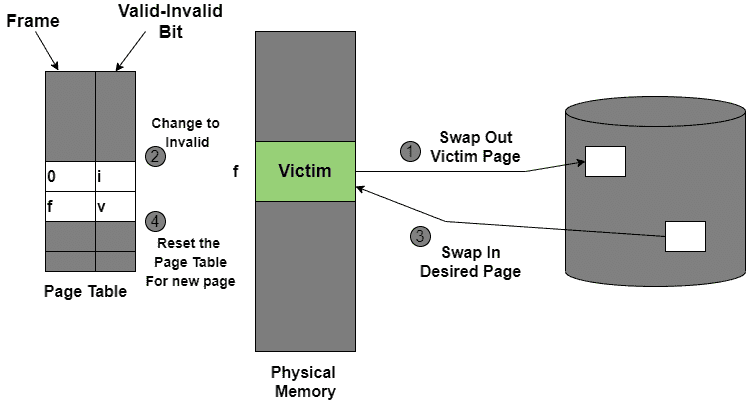 Frame
Valid-Invalid
Bit
Change to
Invalid
2
0 i
f v
4
Reset the
Page Table
For new page
Page Table
f
Victim
Physical
Memory
1
Swap Out
Victim Page
3
Swap In
Desired Page